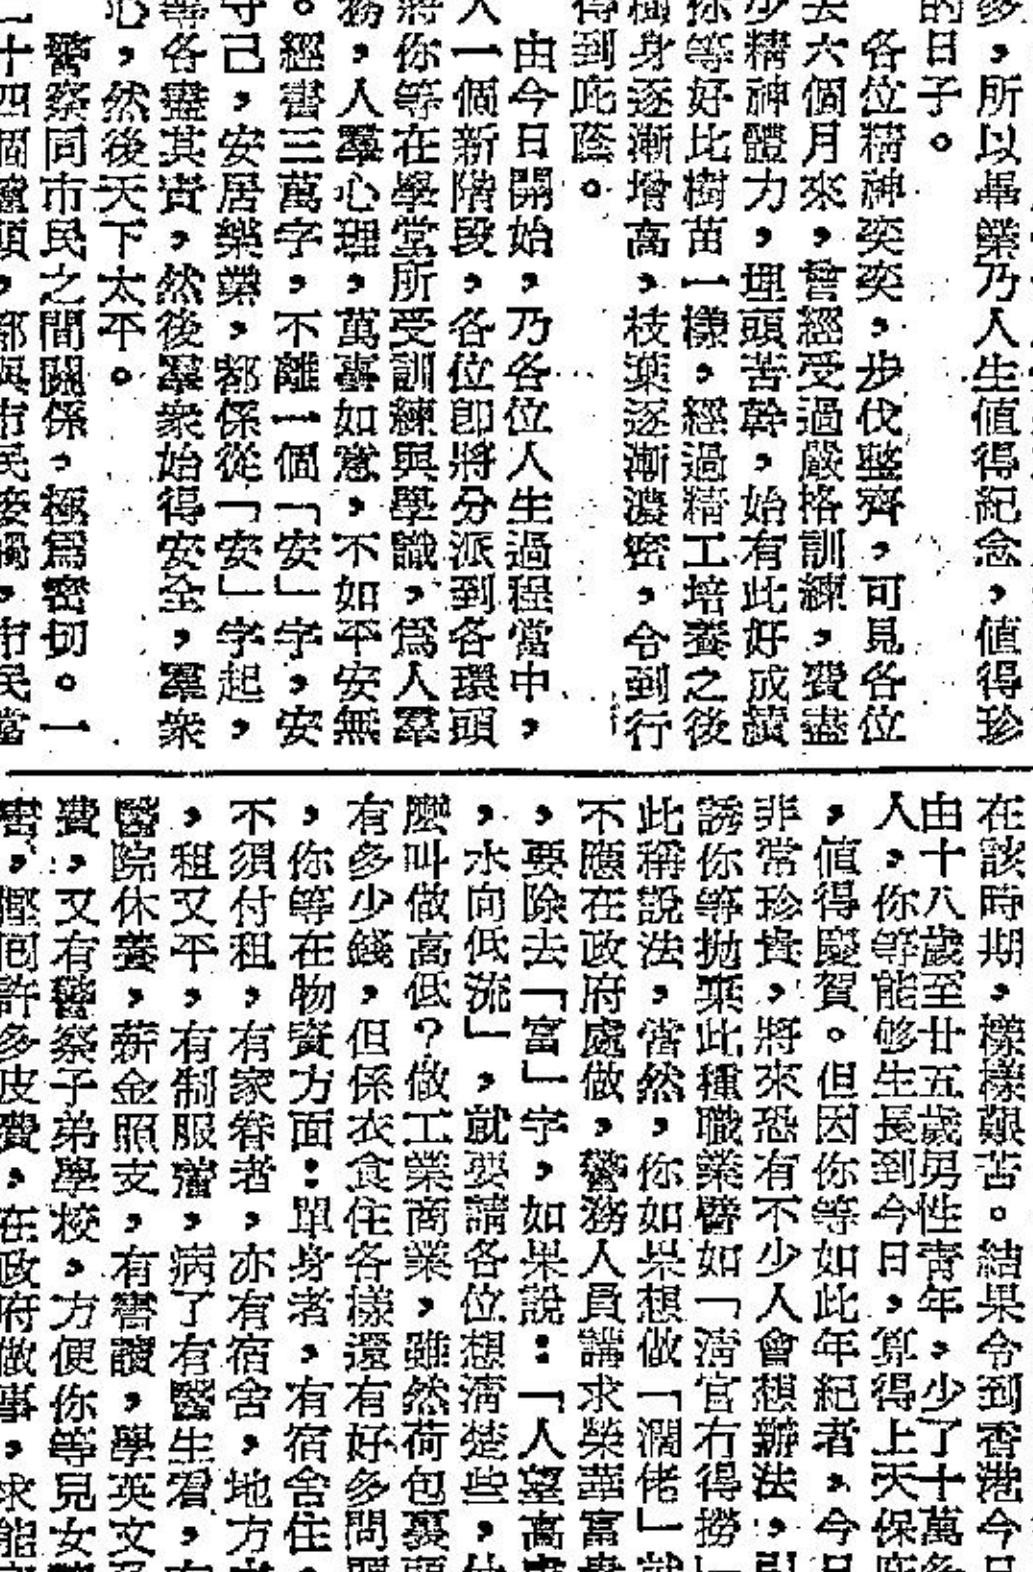 多，所以畢業乃人生值得紀念，值得珍
的日子。
各位精神奕奕，步伐整齊，可見各位
去六個月來，曾經受過嚴格訓練，費盡
少精神體力，埋頭苦幹，始有此好成績
你等好比樹苗一樣，經過精工培養之後
樹身逐漸增高，枝葉逐漸濃密，令到行
得到庇蔭。
由今日開始，乃各位人生過程當中，
人一個新階段，各位即將分派到各環頭
將你等在學堂所受訓練與學識，為人羣
務，人羣心理，萬事如意，不如平安無
。經書三萬字，不離一個「安」字，安
守己，安居樂業，都係從「安」字起，
等各盡其責，然後羣衆始得安全，羣衆
心，然後天下太平。
警察同市民之間關係，極為密切。一
十四個鐘頭，都與市民接觸，市民當
在該時期，樣樣艱苦。結果令到香港今日
由十八歲至廿五歲男性青年，少了十萬多
人，你等能够生長到今日，算得上天保庇
，值得慶賀。但因你等如此年紀者，今日
非常珍貴，將來恐有不少人會想辦法，引
誘你等拋棄此種職業譬如「清官冇得撈」
此稱說法，當然，你如果想做「濶佬」就
不應在政府處做，警務人員講求榮華富貴
，要除去「富」字，如果說：「人望高
，水向低流」，就要請各位想清楚些，什
麼叫做高低？做工業商業，雖然荷包裏頭
有多少錢，但係衣食住各樣還有好多問題
，你等在物資方面：單身者，有宿舍住，
不須付租，有家眷者，亦有宿舍，地方
，租又平，有制服着，病了有醫生看，
醫院休養，薪金照支，有書讀，學英文
費，又有警察子弟學校，方便你等兒女
書，慳回許多皮費，在政府做事，求能